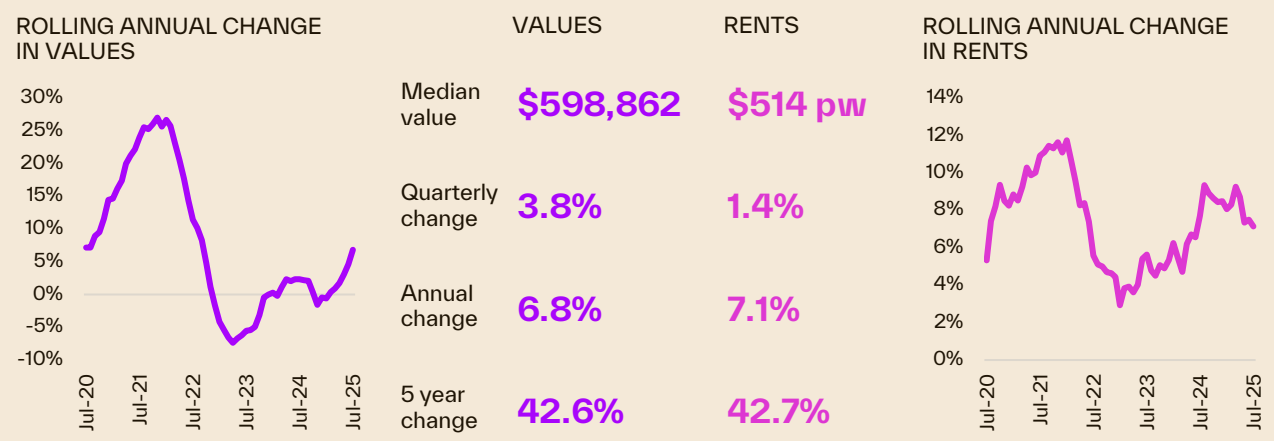 ROLLING ANNUAL CHANGE
IN VALUES
30%
25%
20%
15%
10%
5%
0%
-5%
-10%
Jul-20
Jul-21
Jul-22
Jul-23
Jul-24
Jul-25
VALUES
RENTS
Median
value
$598,862
$514 pw
Quarterly
change
3.8%
1.4%
Annual
change
6.8%
7.1%
5 year
change
42.6%
42.7%
ROLLING ANNUAL CHANGE
IN RENTS
14%
12%
10%
8%
6%
4%
2%
0%
Jul-20
Jul-21
Jul-22
Jul-23
Jul-24
Jul-25